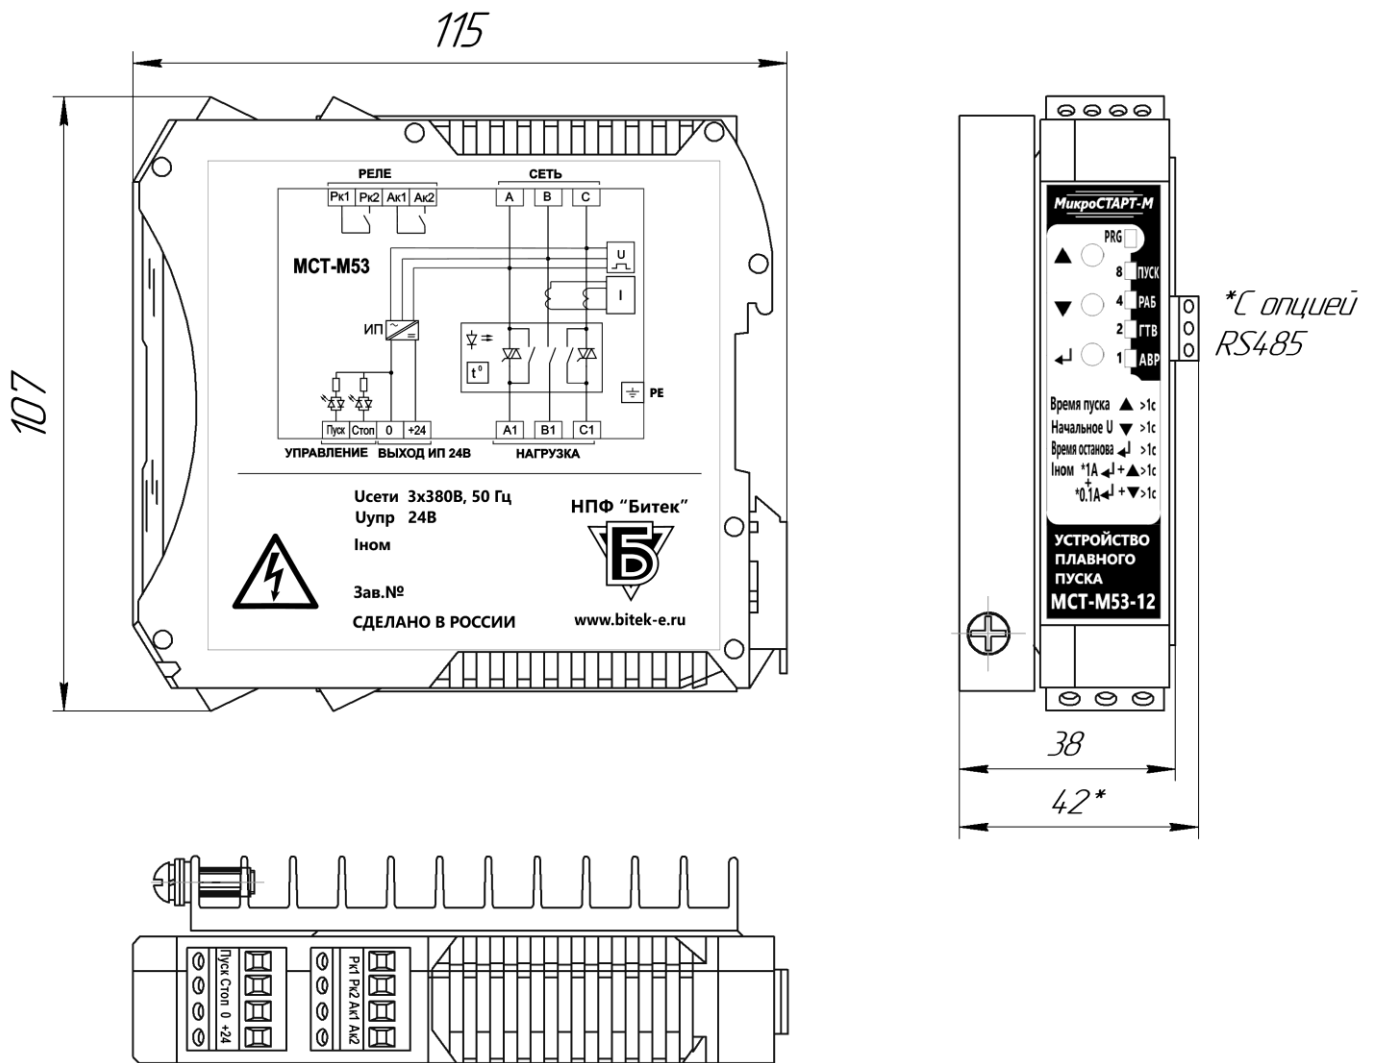 115
107
РЕЛЕ
СЕТЬ
Рк1 Рк2 Ак1 Ак2
A B C
МСТ-М53
U
I
ИП
~
=
t°
PE
Пуск Стоп 0 +24
A1 B1 C1
УПРАВЛЕНИЕ ВЫХОД ИП 24В
НАГРУЗКА
Uсети 3х380В, 50 Гц
Uупр 24В
Iном
Зав.№
СДЕЛАНО В РОССИИ
НПФ “Битек”
Б
www.bitek-e.ru
МикроСТАРТ-М
PRG
8 ПУСК
4 РАБ
2 ГТВ
1 АВР
Время пуска ▲ >1с
Начальное U ▼ >1с
Время останова ↲ >1с
Iном *1А ↲ + ▲ >1с
+
*0.1А ↲ + ▼ >1с
УСТРОЙСТВО
ПЛАВНОГО
ПУСКА
МСТ-М53-12
*С опцией
RS485
38
42*
Пуск Стоп 0 +24
Рк1 Рк2 Ак1 Ак2